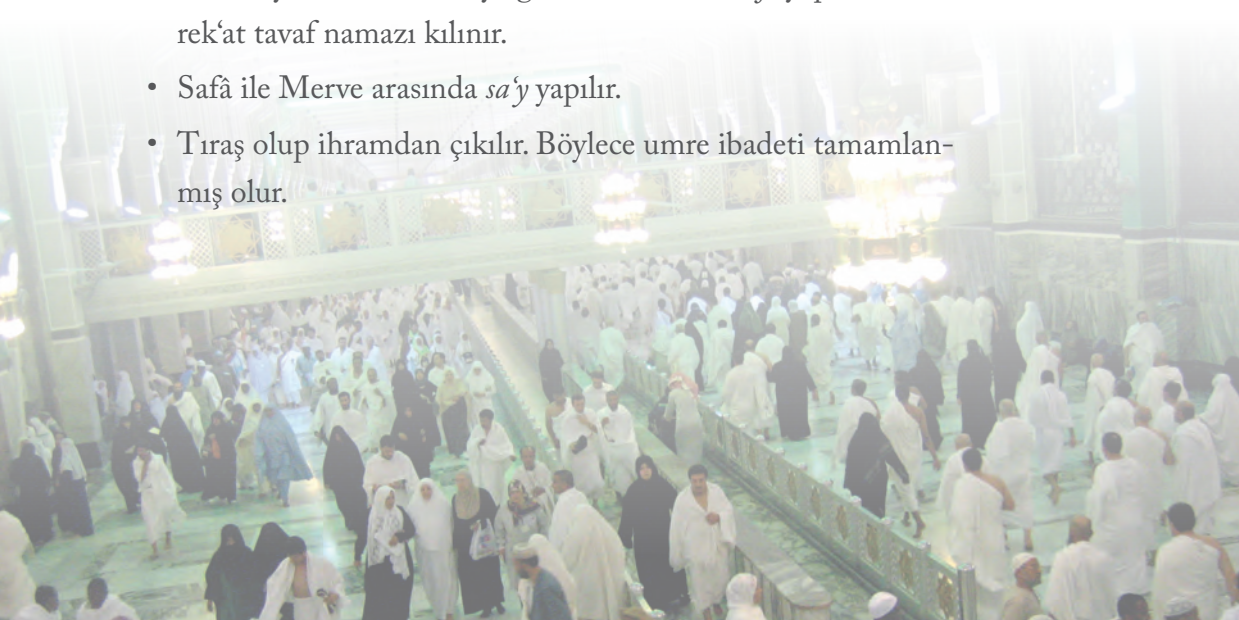 rek‘at tavaf namazı kılınır.
• Safâ ile Merve arasında sa‘y yapılır.
• Tıraş olup ihramdan çıkılır. Böylece umre ibadeti tamamlan-
mış olur.